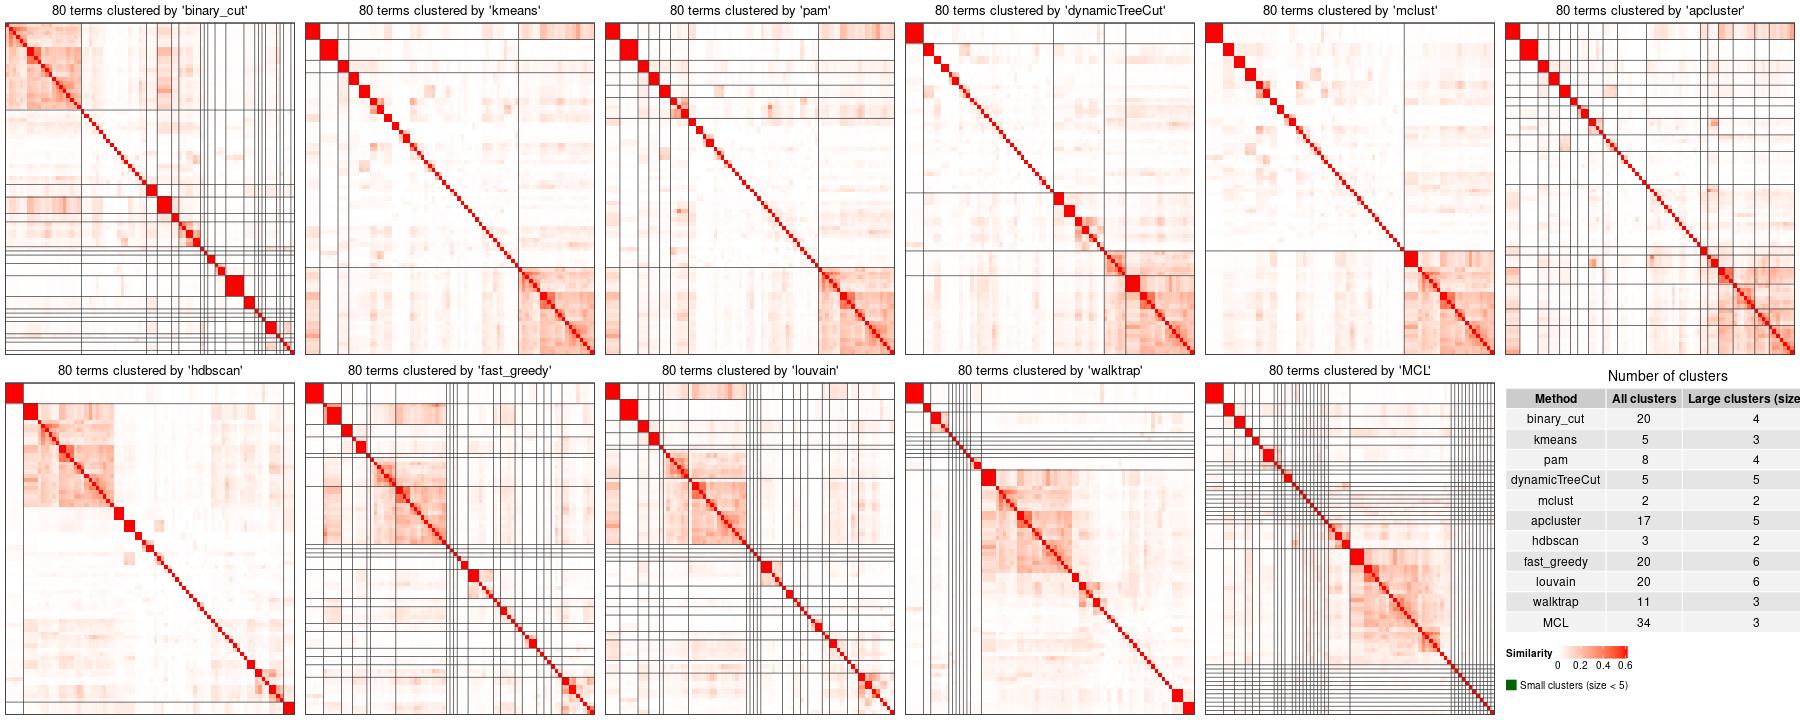 80 terms clustered by 'binary_cut'
80 terms clustered by 'kmeans'
80 terms clustered by 'pam'
80 terms clustered by 'dynamicTreeCut'
80 terms clustered by 'mclust'
80 terms clustered by 'apcluster'
80 terms clustered by 'hdbscan'
80 terms clustered by 'fast_greedy'
80 terms clustered by 'louvain'
80 terms clustered by 'walktrap'
80 terms clustered by 'MCL'
Number of clusters
Method All clusters Large clusters (size
binary_cut 20 4
kmeans 5 3
pam 8 4
dynamicTreeCut 5 5
mclust 2 2
apcluster 17 5
hdbscan 3 2
fast_greedy 20 6
louvain 20 6
walktrap 11 3
MCL 34 3
Similarity
0 0.2 0.4 0.6
Small clusters (size < 5)